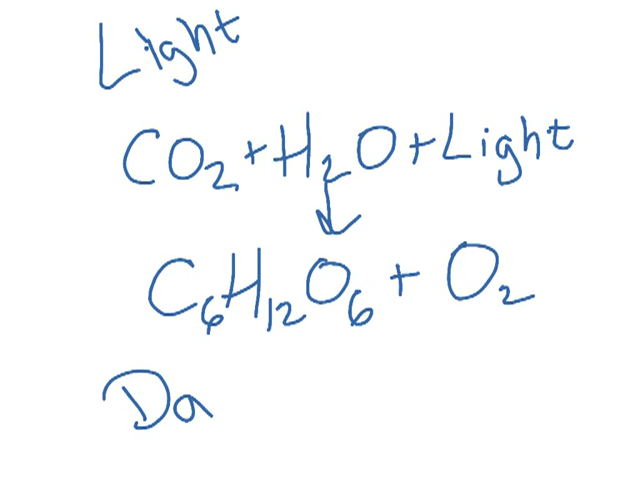 Light
CO₂+H₂O+Light
↓
C₆H₁₂O₆+O₂
Da